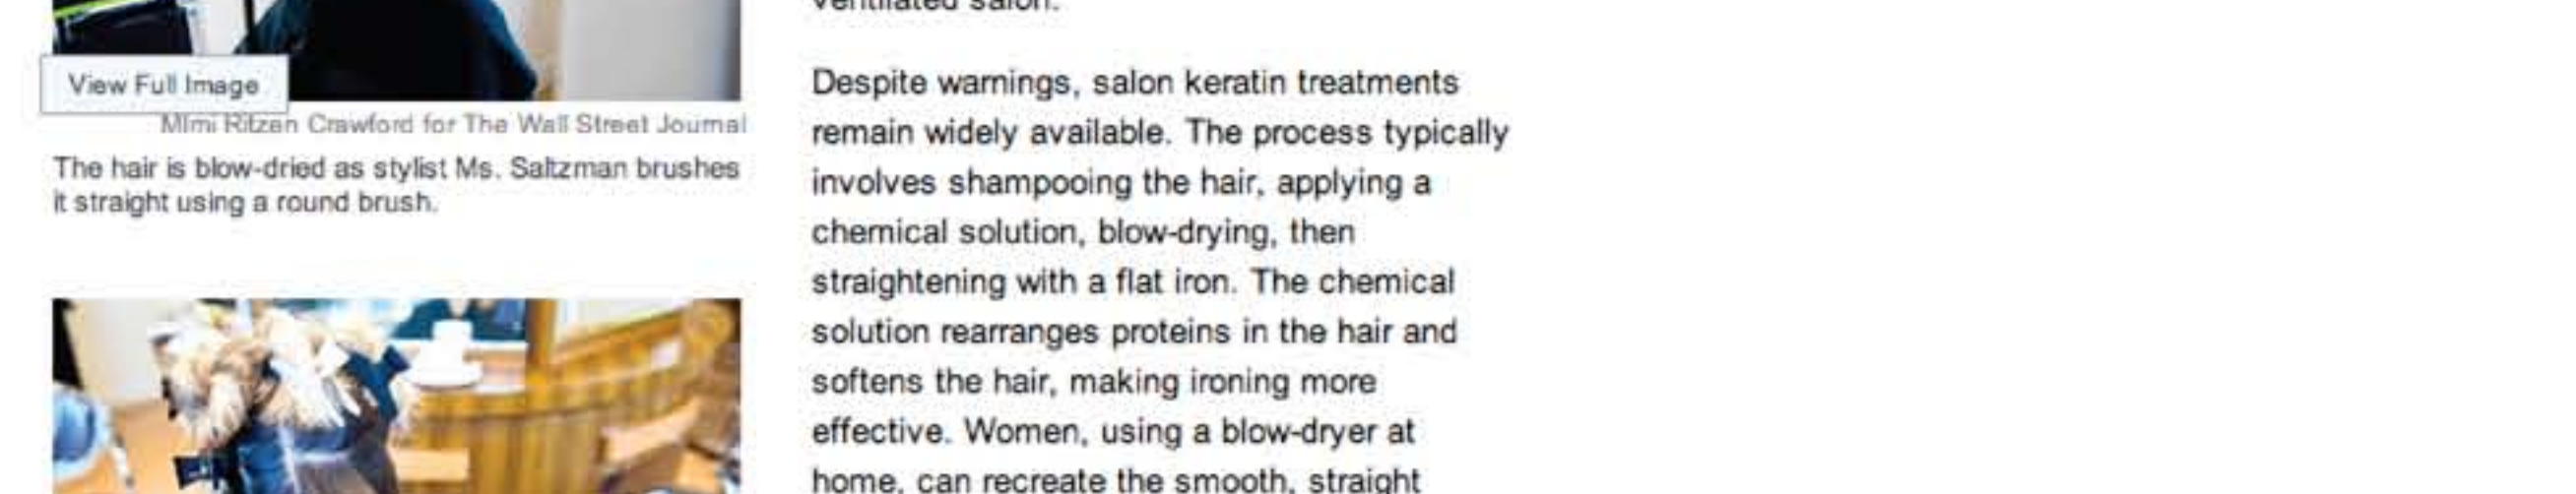 View Full Image
Mimi Ritzen Crawford for The Wall Street Journal
The hair is blow-dried as stylist Ms. Saltzman brushes
it straight using a round brush.
ventilated salon.
Despite warnings, salon keratin treatments
remain widely available. The process typically
involves shampooing the hair, applying a
chemical solution, blow-drying, then
straightening with a flat iron. The chemical
solution rearranges proteins in the hair and
softens the hair, making ironing more
effective. Women, using a blow-dryer at
home, can recreate the smooth, straight